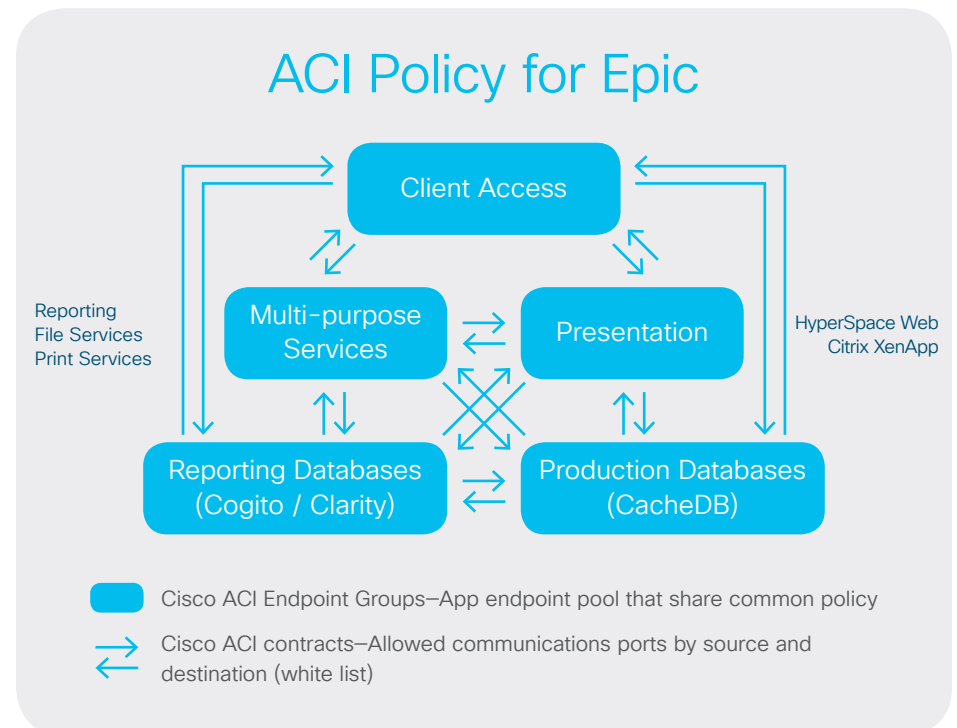 ACI Policy for Epic
Client Access
Multi-purpose
Services
Presentation
Reporting
File Services
Print Services
HyperSpace Web
Citrix XenApp
Reporting Databases
(Cogito / Clarity)
Production Databases
(CacheDB)
Cisco ACI Endpoint Groups—App endpoint pool that share common policy
Cisco ACI contracts—Allowed communications ports by source and
destination (white list)